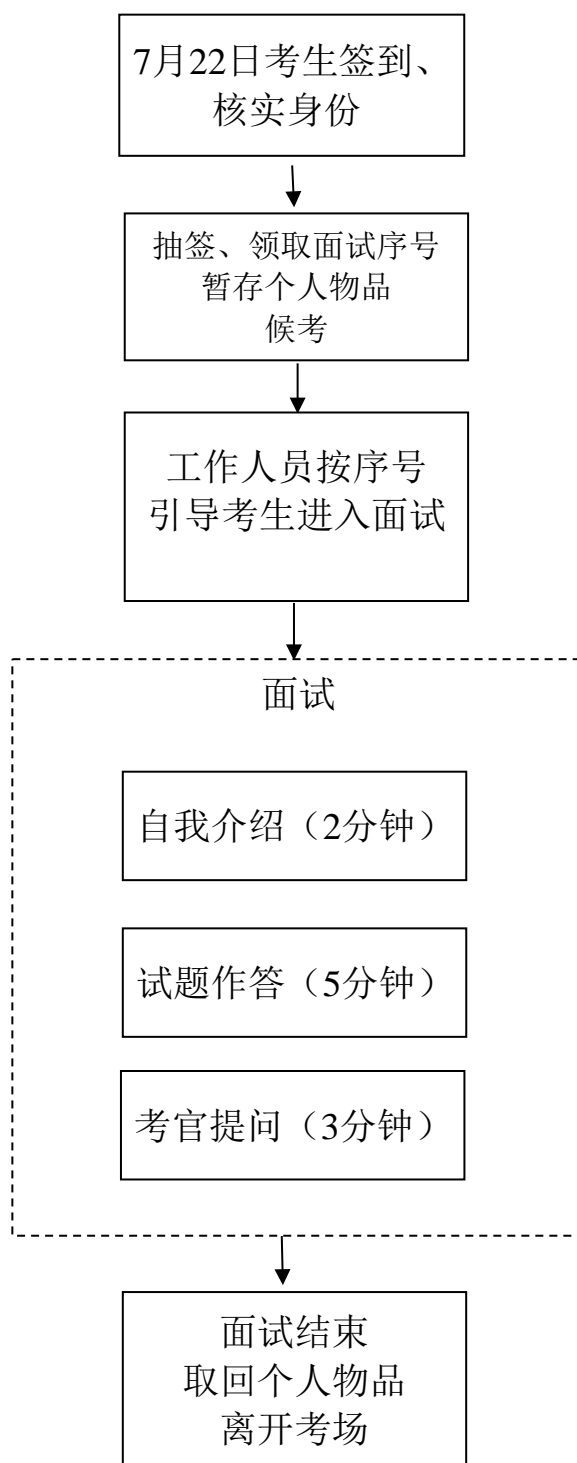 7月22日考生签到、
核实身份
抽签、领取面试序号
暂存个人物品
候考
工作人员按序号
引导考生进入面试
面试
自我介绍（2分钟）
试题作答（5分钟）
考官提问（3分钟）
面试结束
取回个人物品
离开考场